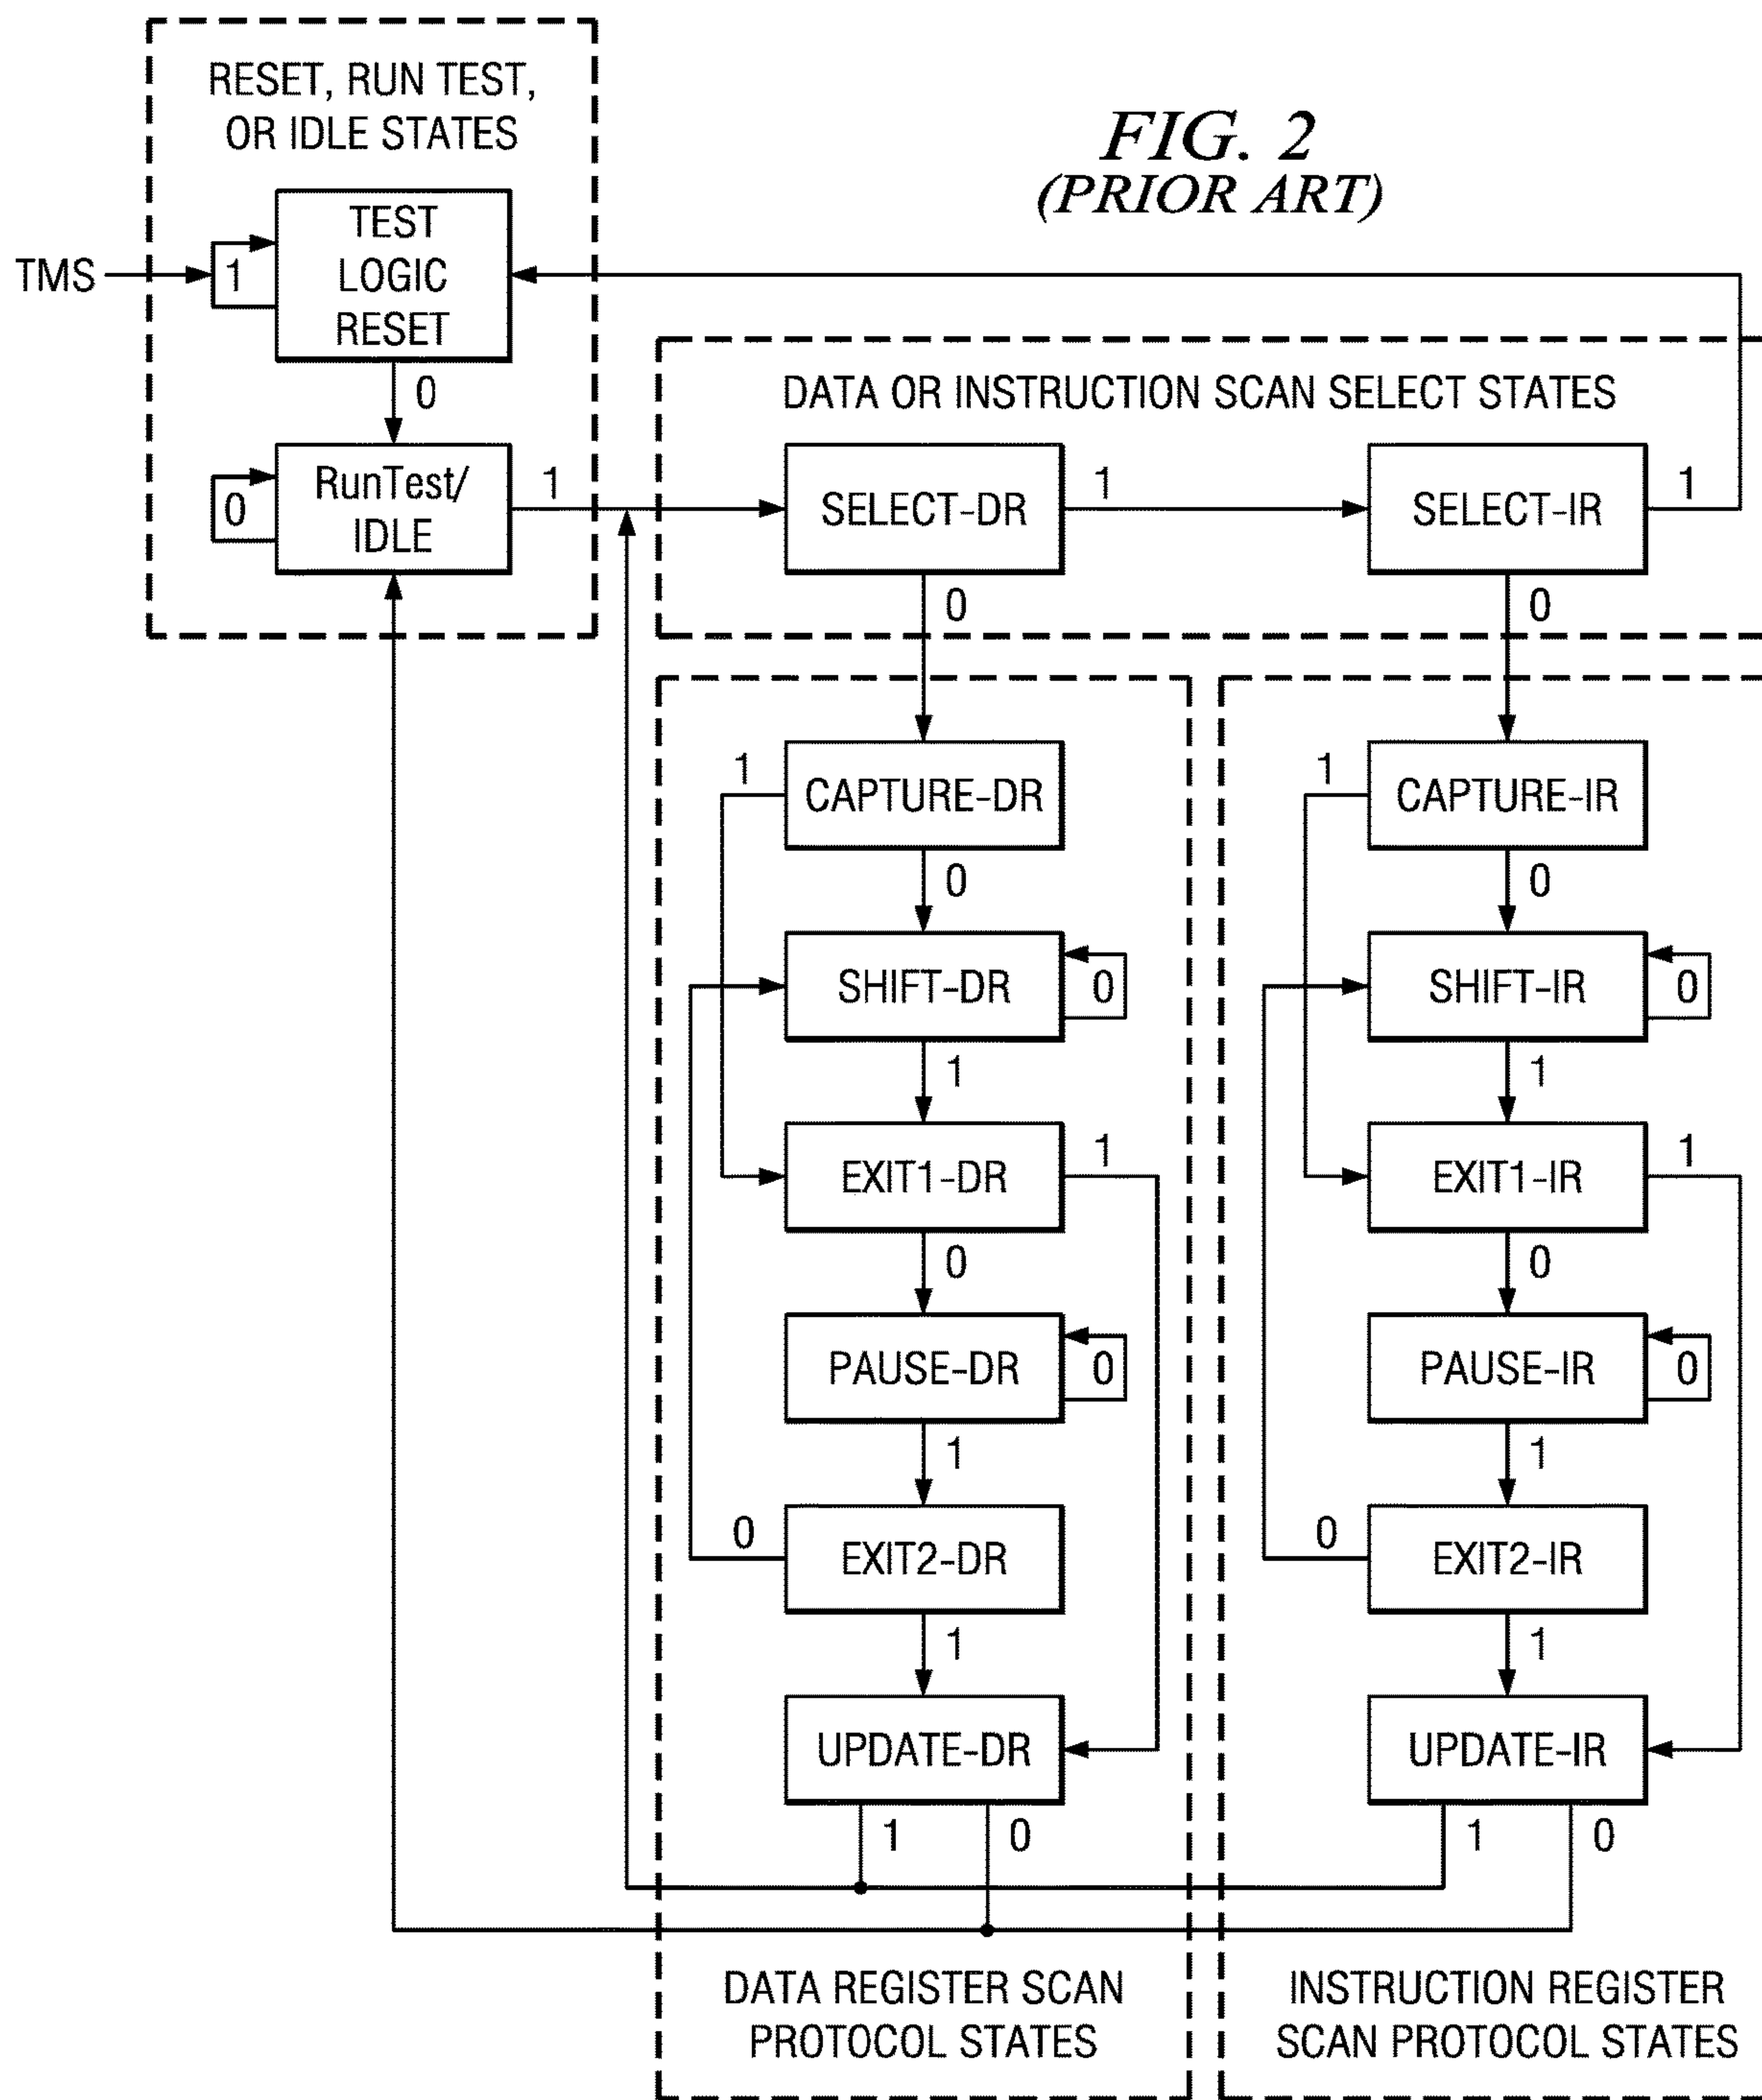 RESET, RUN TEST,
OR IDLE STATES
FIG. 2
(PRIOR ART)
TMS
1
TEST
LOGIC
RESET
0
DATA OR INSTRUCTION SCAN SELECT STATES
0
RunTest/
IDLE
1
SELECT-DR
1
SELECT-IR
1
0
0
1
CAPTURE-DR
1
CAPTURE-IR
0
0
SHIFT-DR
0
SHIFT-IR
0
1
1
EXIT1-DR
1
EXIT1-IR
1
0
0
PAUSE-DR
0
PAUSE-IR
0
1
1
0
EXIT2-DR
0
EXIT2-IR
1
1
UPDATE-DR
UPDATE-IR
1
0
1
0
DATA REGISTER SCAN
PROTOCOL STATES
INSTRUCTION REGISTER
SCAN PROTOCOL STATES